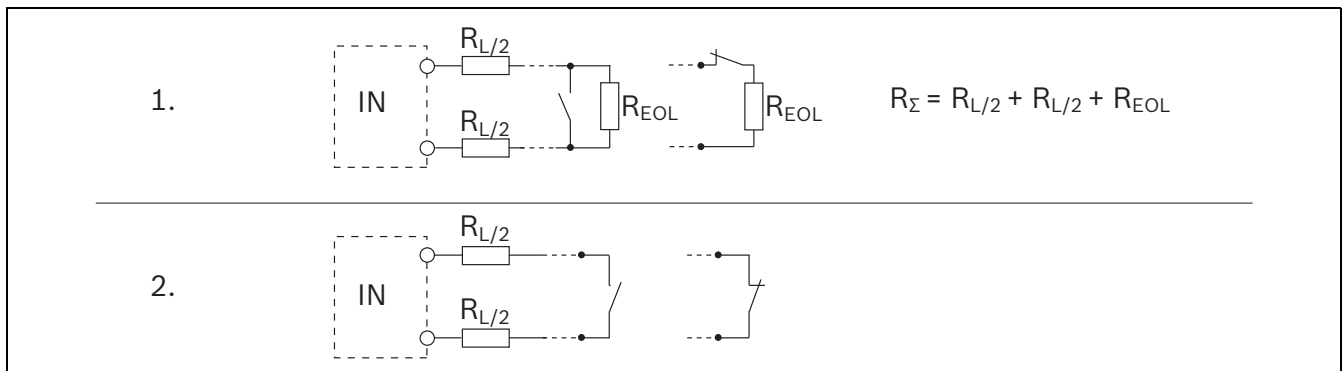 R_L/2
1. IN R_EOL R_EOL R_Σ = R_L/2 + R_L/2 + R_EOL
R_L/2
R_L/2
2. IN
R_L/2